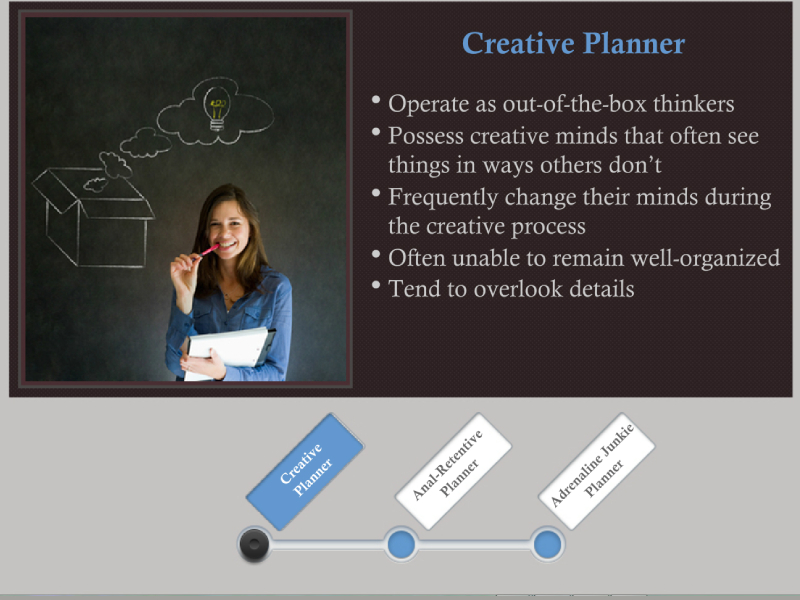 Creative Planner
• Operate as out-of-the-box thinkers
• Possess creative minds that often see
things in ways others don’t
• Frequently change their minds during
the creative process
• Often unable to remain well-organized
• Tend to overlook details
Creative
Planner
Anal-Retentive
Planner
Adrenaline Junkie
Planner